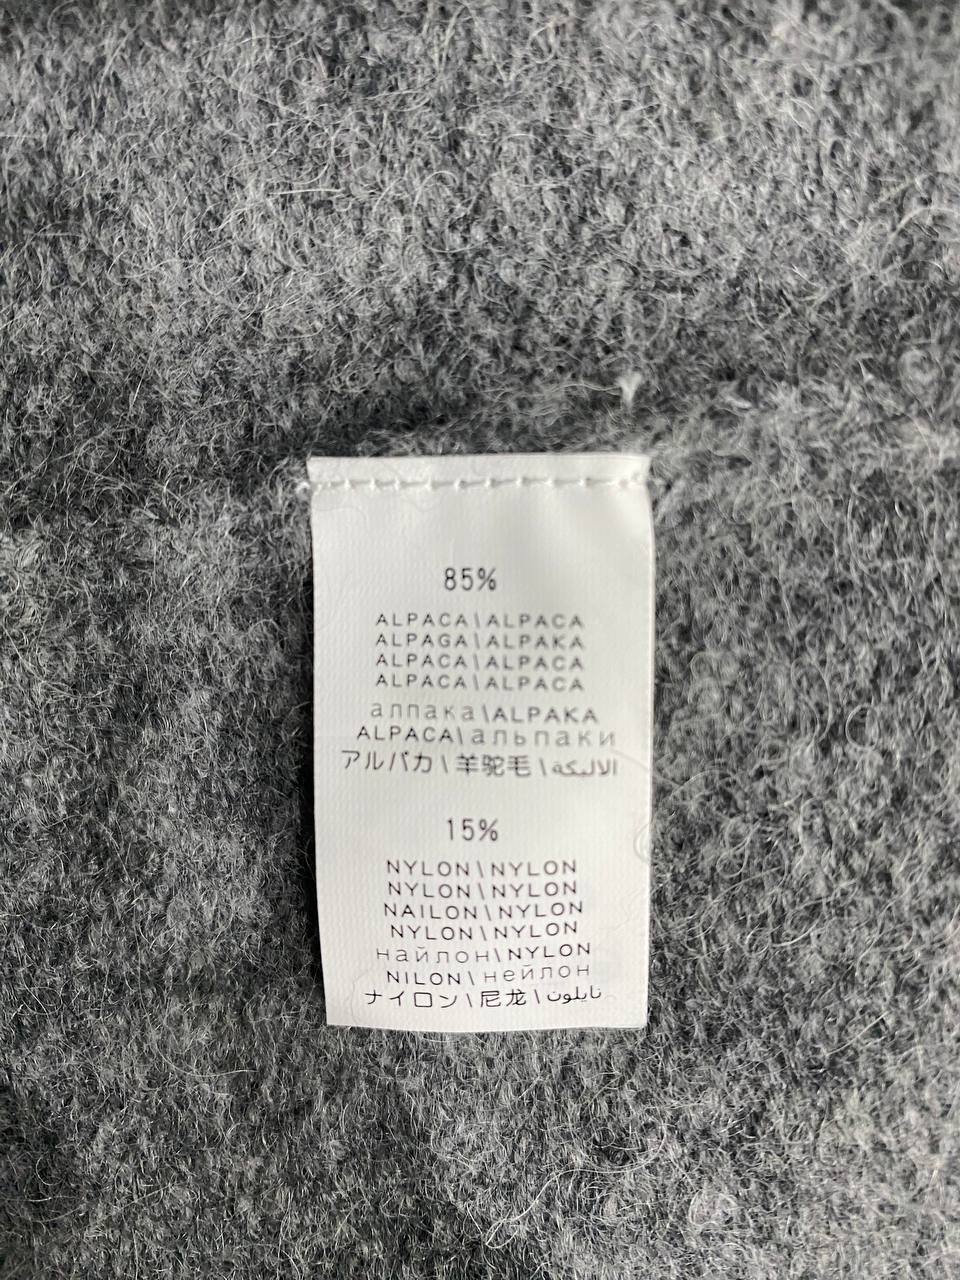 85%
ALPACA\ALPACA
ALPAGA\ALPAKA
ALPACA\ALPACA
ALPACA\ALPACA
алпака\ALPAKA
ALPACA\альпаки
アルパカ\羊驼毛\الالبكة
15%
NYLON\NYLON
NYLON\NYLON
NAILON\NYLON
NYLON\NYLON
найлон\NYLON
NILON\нейлон
ナイロン\尼龙\نايلون